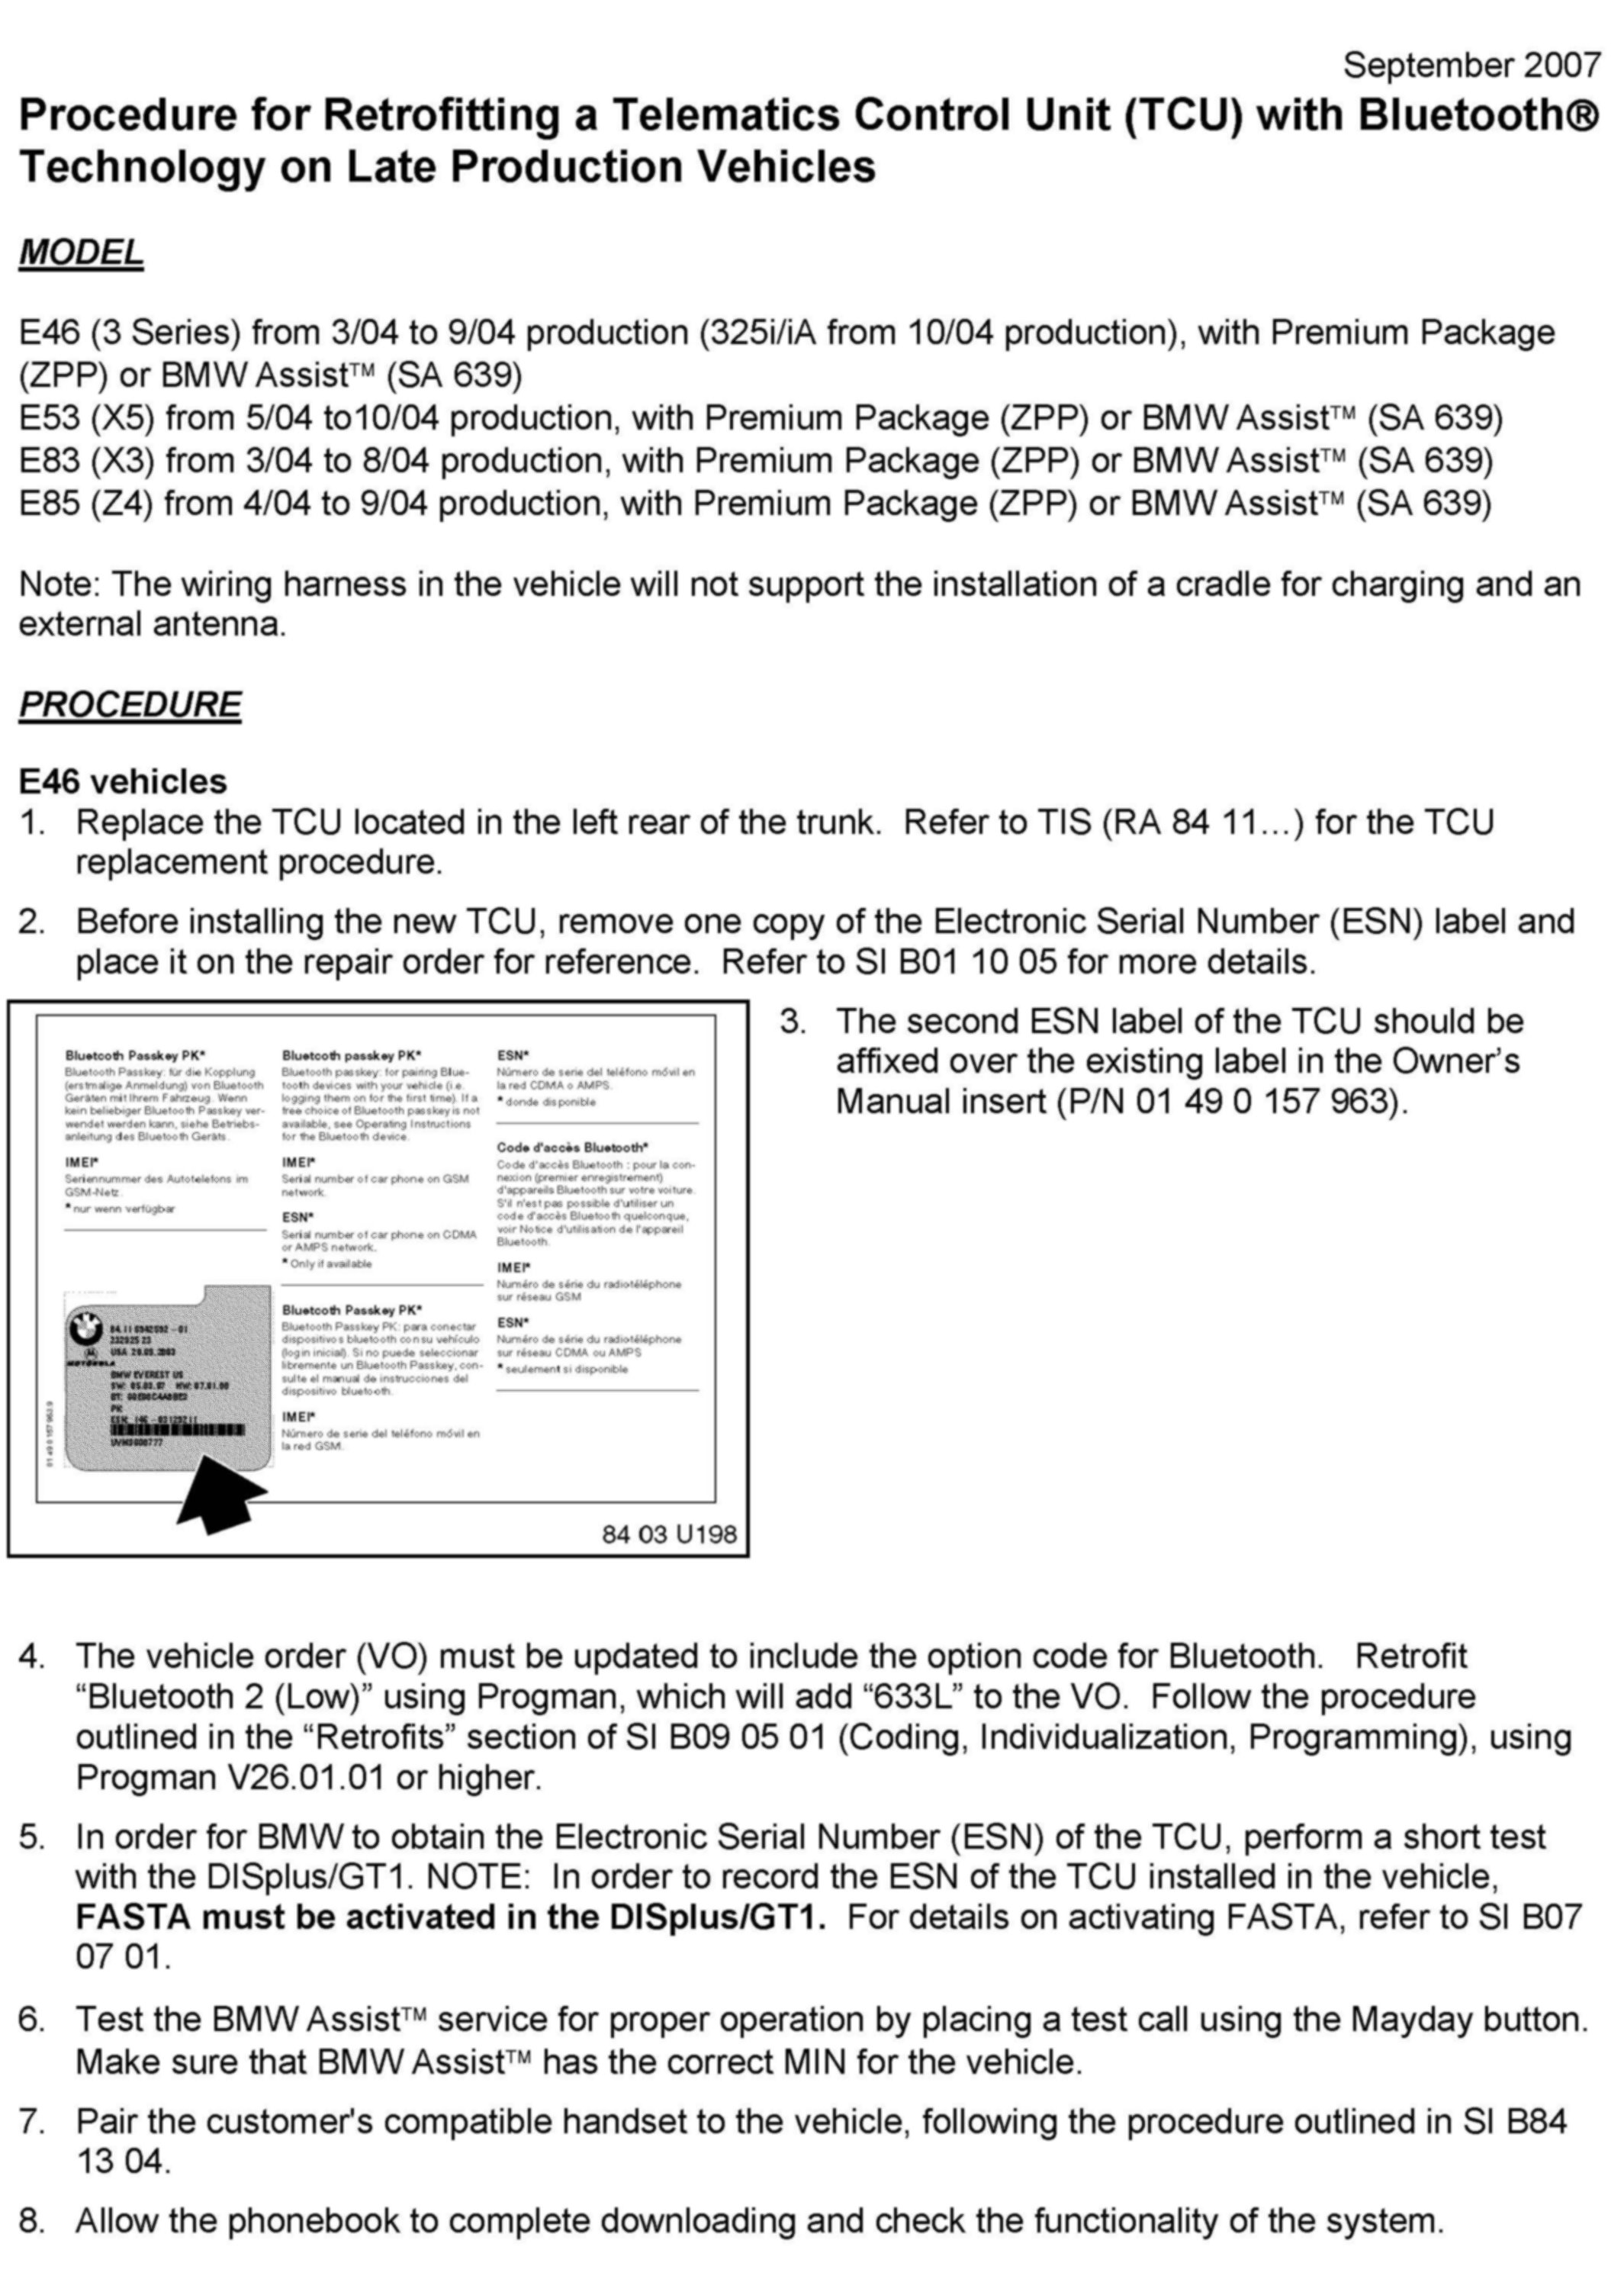 September 2007
Procedure for Retrofitting a Telematics Control Unit (TCU) with Bluetooth®
Technology on Late Production Vehicles
MODEL
E46 (3 Series) from 3/04 to 9/04 production (325i/iA from 10/04 production), with Premium Package
(ZPP) or BMW Assist™ (SA 639)
E53 (X5) from 5/04 to10/04 production, with Premium Package (ZPP) or BMW Assist™ (SA 639)
E83 (X3) from 3/04 to 8/04 production, with Premium Package (ZPP) or BMW Assist™ (SA 639)
E85 (Z4) from 4/04 to 9/04 production, with Premium Package (ZPP) or BMW Assist™ (SA 639)
Note: The wiring harness in the vehicle will not support the installation of a cradle for charging and an
external antenna.
PROCEDURE
E46 vehicles
1. Replace the TCU located in the left rear of the trunk. Refer to TIS (RA 84 11...) for the TCU
replacement procedure.
2. Before installing the new TCU, remove one copy of the Electronic Serial Number (ESN) label and
place it on the repair order for reference. Refer to SI B01 10 05 for more details.
Bluetooth Passkey PK*
Bluetooth Passkey: für die Kopplung
(erstmalige Anmeldung) von Bluetooth
Geräten mit Ihrem Fahrzeug. Wenn
kein beliebiger Bluetooth Passkey ver-
wendet werden kann, siehe Betriebs-
anleitung des Bluetooth Geräts.
IMEI*
Seriennummer des Autotelefons im
GSM-Netz.
* nur wenn verfügbar
84.11 6942592 - 01
USA
MOTOROLA
BMW EVEREST US
PK
01 49 0 157 963.9
Bluetooth passkey PK*
Bluetooth passkey: for pairing Blue-
tooth devices with your vehicle (i.e.
logging them on for the first time). If a
free choice of Bluetooth passkey is not
available, see Operating Instructions
for the Bluetooth device.
IMEI*
Serial number of car phone on GSM
network.
ESN*
Serial number of car phone on CDMA
or AMPS network.
* Only if available
Bluetooth Passkey PK*
Bluetooth Passkey PK: para conectar
dispositivos bluetooth con su vehículo
(login inicial). Si no puede seleccionar
libremente un Bluetooth Passkey, con-
sulte el manual de instrucciones del
dispositivo bluetooth.
IMEI*
Número de serie del teléfono móvil en
la red GSM.
ESN*
Número de serie del teléfono móvil en
la red CDMA o AMPS.
* donde disponible
Code d'accès Bluetooth*
Code d'accès Bluetooth : pour la con-
nexion (premier enregistrement)
d'appareils Bluetooth sur votre voiture.
S'il n'est pas possible d'utiliser un
code d'accès Bluetooth quelconque,
voir Notice d'utilisation de l'appareil
Bluetooth.
IMEI*
Numéro de série du radiotéléphone
sur réseau GSM
ESN*
Numéro de série du radiotéléphone
sur réseau CDMA ou AMPS
* seulement si disponible
84 03 U198
3. The second ESN label of the TCU should be
affixed over the existing label in the Owner's
Manual insert (P/N 01 49 0 157 963).
4. The vehicle order (VO) must be updated to include the option code for Bluetooth. Retrofit
“Bluetooth 2 (Low)” using Progman, which will add “633L” to the VO. Follow the procedure
outlined in the “Retrofits” section of SI B09 05 01 (Coding, Individualization, Programming), using
Progman V26.01.01 or higher.
5. In order for BMW to obtain the Electronic Serial Number (ESN) of the TCU, perform a short test
with the DISplus/GT1. NOTE: In order to record the ESN of the TCU installed in the vehicle,
FASTA must be activated in the DISplus/GT1. For details on activating FASTA, refer to SI B07
07 01.
6. Test the BMW Assist™ service for proper operation by placing a test call using the Mayday button.
Make sure that BMW Assist™ has the correct MIN for the vehicle.
7. Pair the customer's compatible handset to the vehicle, following the procedure outlined in SI B84
13 04.
8. Allow the phonebook to complete downloading and check the functionality of the system.